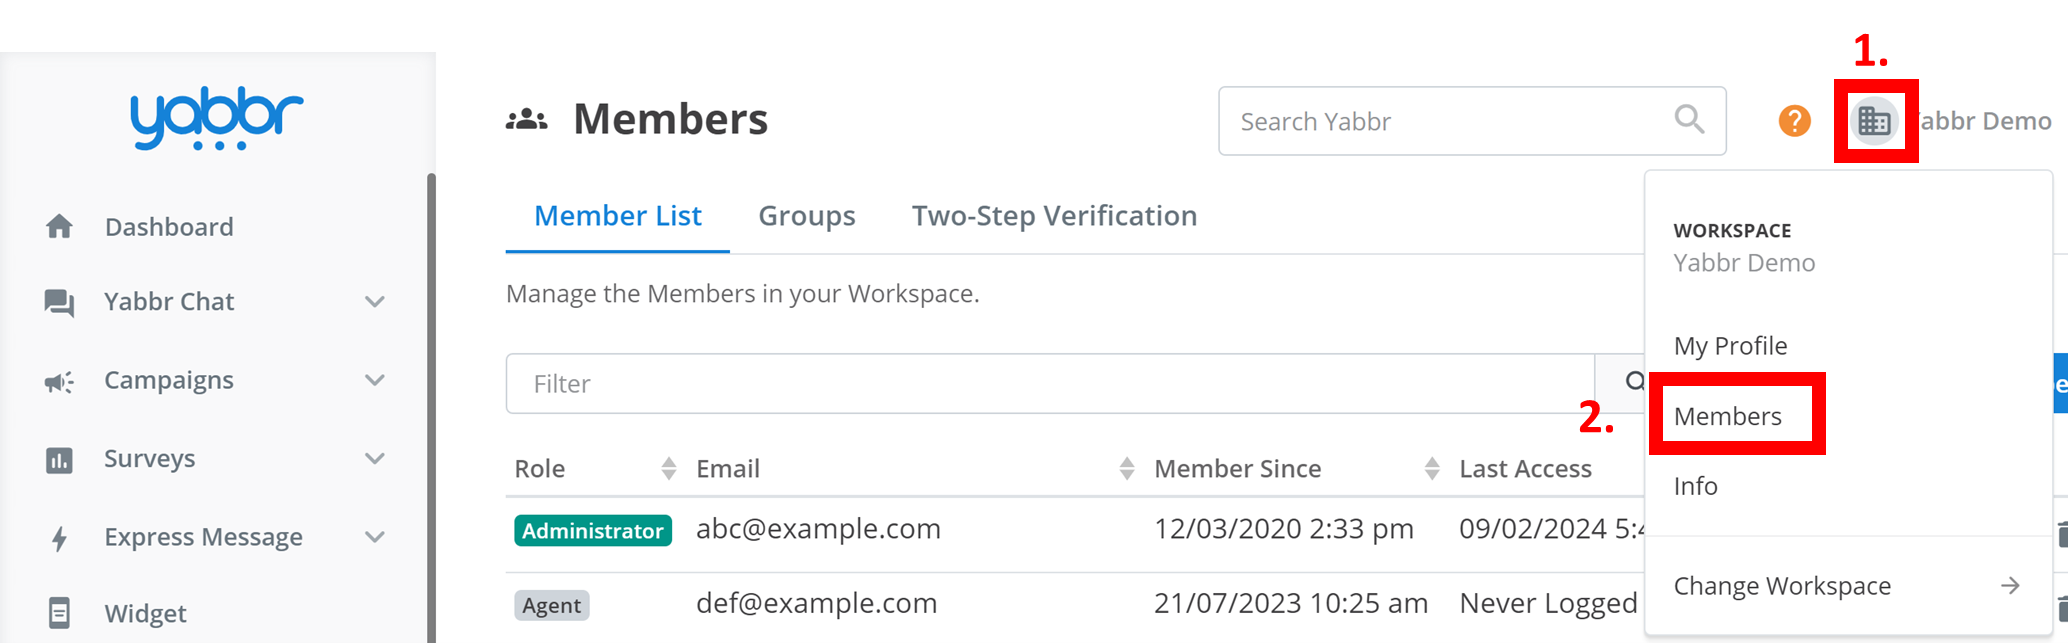 1.
yabbr
Members
Search Yabbr
?
abbr Demo
Dashboard
Yabbr Chat
Campaigns
Surveys
Express Message
Widget
Member List
Groups
Two-Step Verification
Manage the Members in your Workspace.
Filter
Role
Email
Member Since
Last Access
Administrator
abc@example.com
12/03/2020 2:33 pm
09/02/2024 5:4
Agent
def@example.com
21/07/2023 10:25 am
Never Logged
WORKSPACE
Yabbr Demo
My Profile
2.
Members
Info
Change Workspace